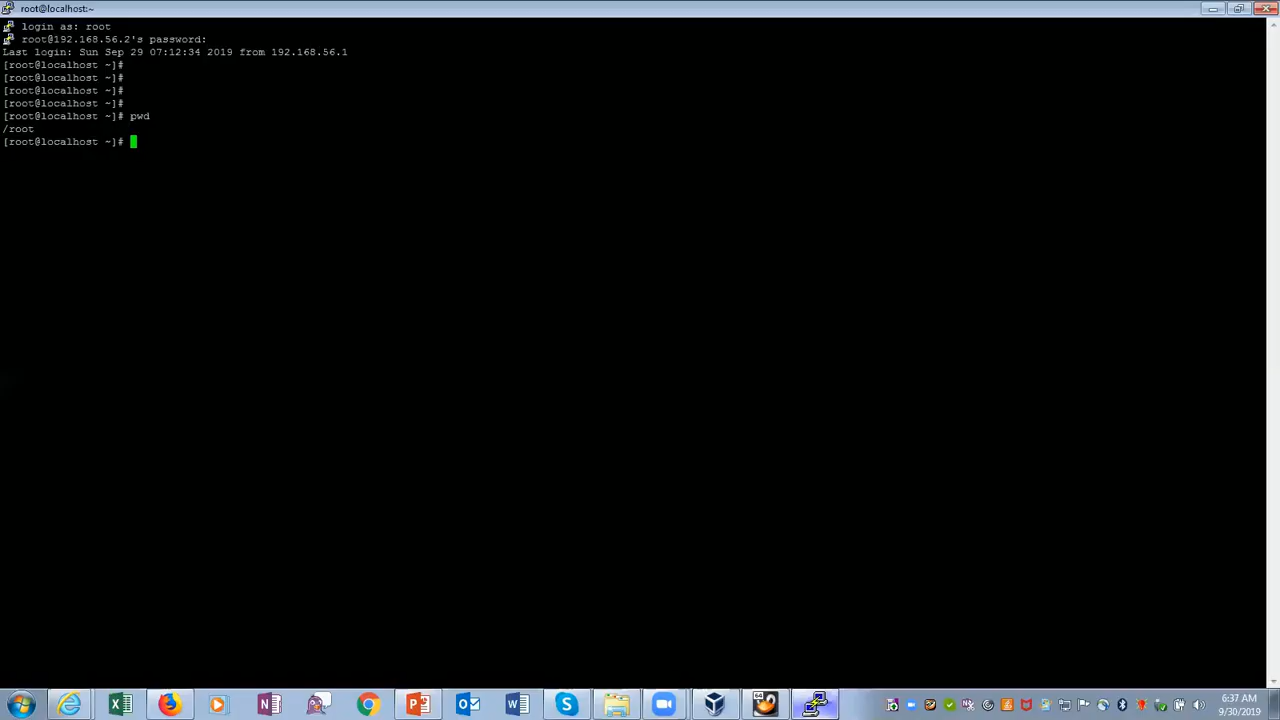 root@localhost:~
login as: root
root@192.168.56.2's password:
Last login: Sun Sep 29 07:12:34 2019 from 192.168.56.1
[root@localhost ~]#
[root@localhost ~]#
[root@localhost ~]#
[root@localhost ~]#
[root@localhost ~]# pwd
/root
[root@localhost ~]#
6:37 AM
9/30/2019